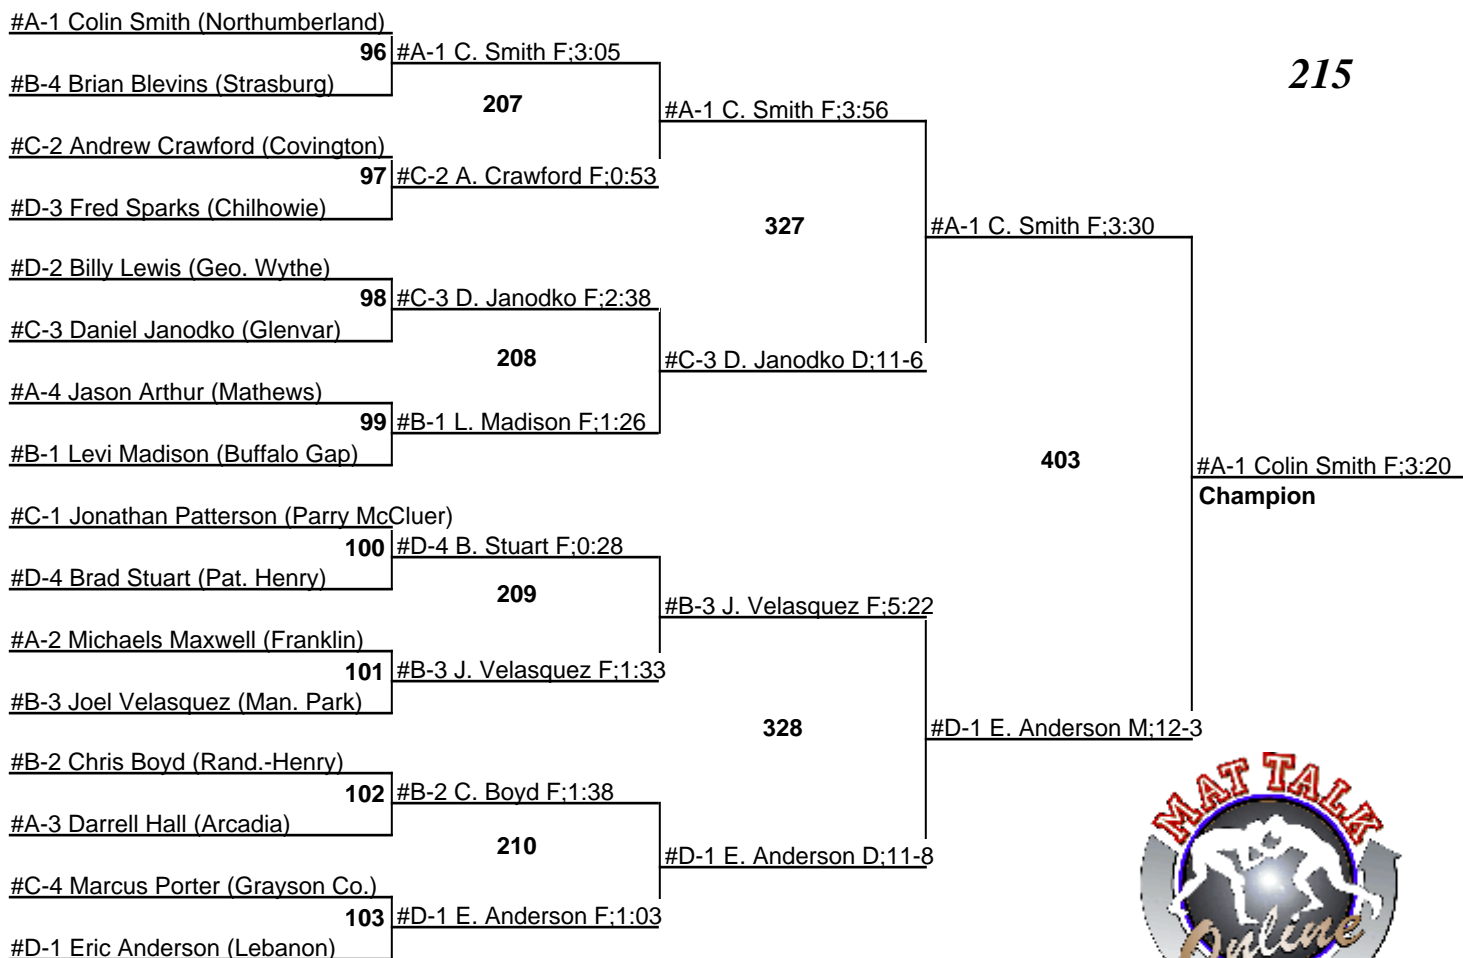 #A-1 Colin Smith (Northumberland)
96 #A-1 C. Smith F;3:05
215
#B-4 Brian Blevins (Strasburg)
207
#A-1 C. Smith F;3:56
#C-2 Andrew Crawford (Covington)
97 #C-2 A. Crawford F;0:53
#D-3 Fred Sparks (Chilhowie)
327
#A-1 C. Smith F;3:30
#D-2 Billy Lewis (Geo. Wythe)
98 #C-3 D. Janodko F;2:38
#C-3 Daniel Janodko (Glenvar)
208
#C-3 D. Janodko D;11-6
#A-4 Jason Arthur (Mathews)
99 #B-1 L. Madison F;1:26
#B-1 Levi Madison (Buffalo Gap)
403
#A-1 Colin Smith F;3:20
Champion
#C-1 Jonathan Patterson (Parry McCluer)
100 #D-4 B. Stuart F;0:28
#D-4 Brad Stuart (Pat. Henry)
209
#B-3 J. Velasquez F;5:22
#A-2 Michaels Maxwell (Franklin)
101 #B-3 J. Velasquez F;1:33
#B-3 Joel Velasquez (Man. Park)
328
#D-1 E. Anderson M;12-3
#B-2 Chris Boyd (Rand.-Henry)
102 #B-2 C. Boyd F;1:38
#A-3 Darrell Hall (Arcadia)
210
#D-1 E. Anderson D;11-8
#C-4 Marcus Porter (Grayson Co.)
103 #D-1 E. Anderson F;1:03
#D-1 Eric Anderson (Lebanon)
MAT TALK
Online